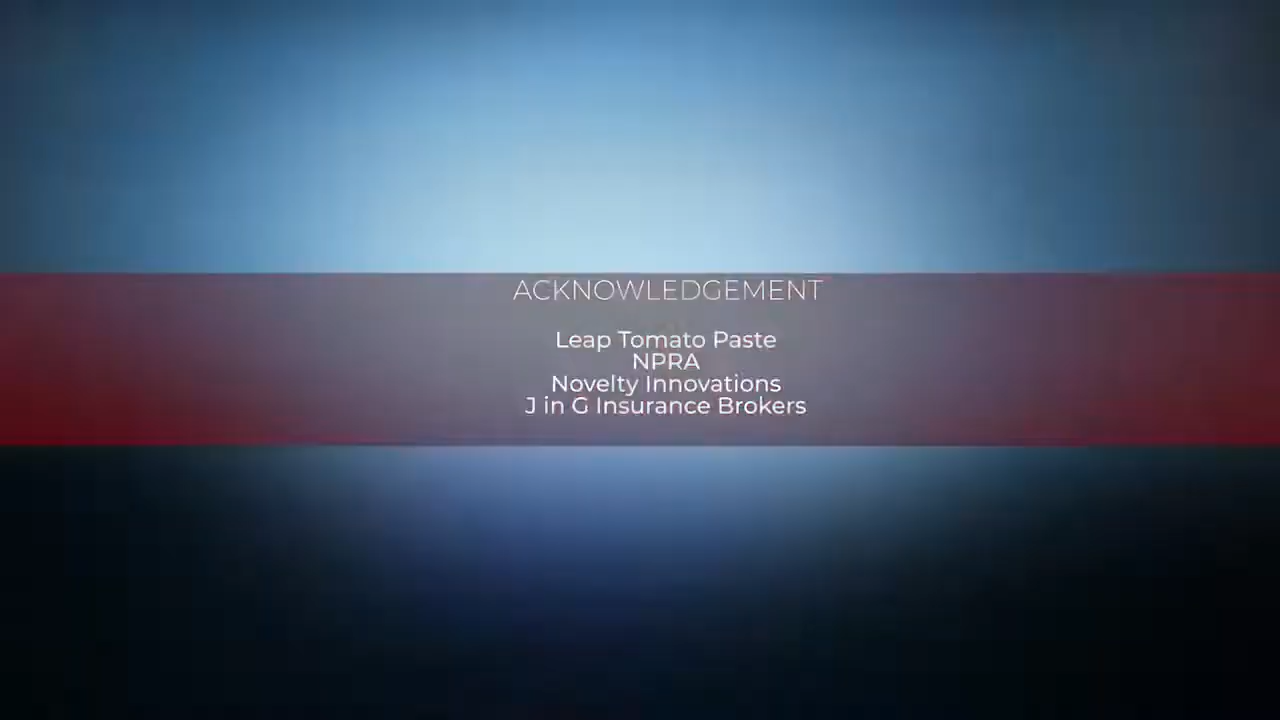 ACKNOWLEDGEMENT
Leap Tomato Paste
NPRA
Novelty Innovations
J in G Insurance Brokers